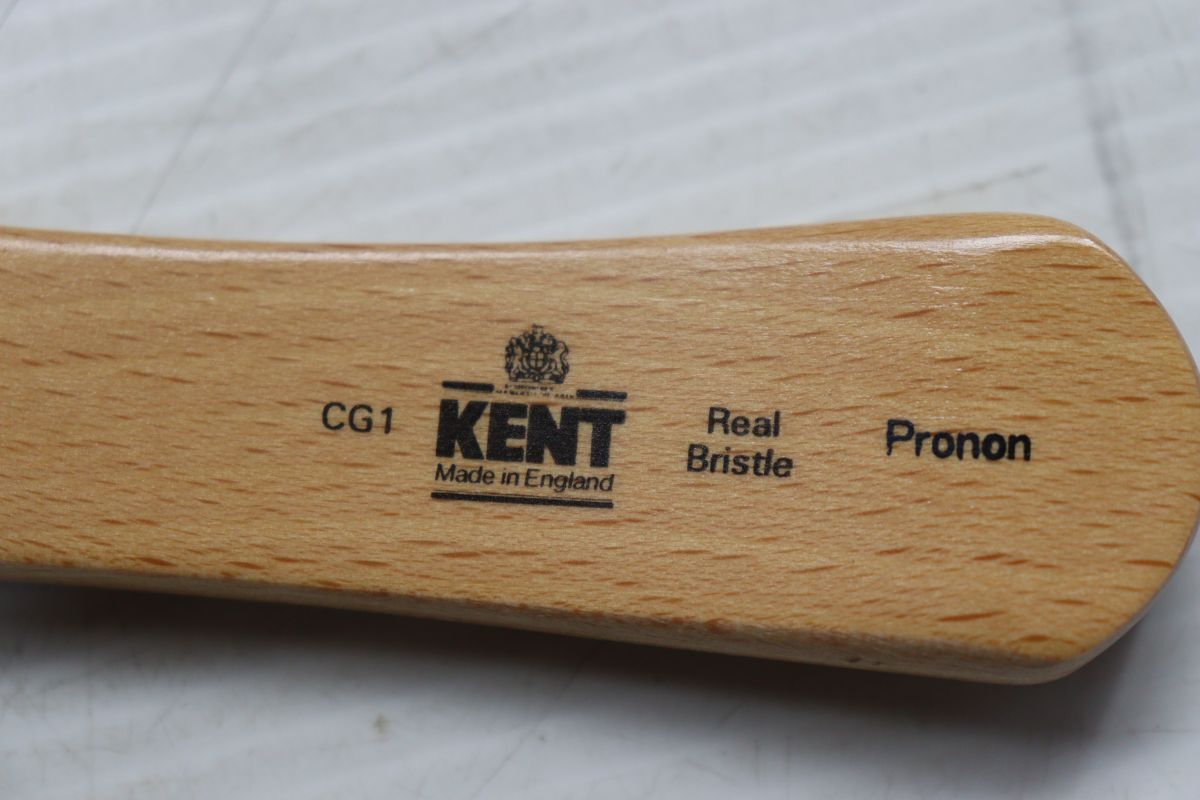 CG1
KENT
Made in England
Real
Bristle
Pronon